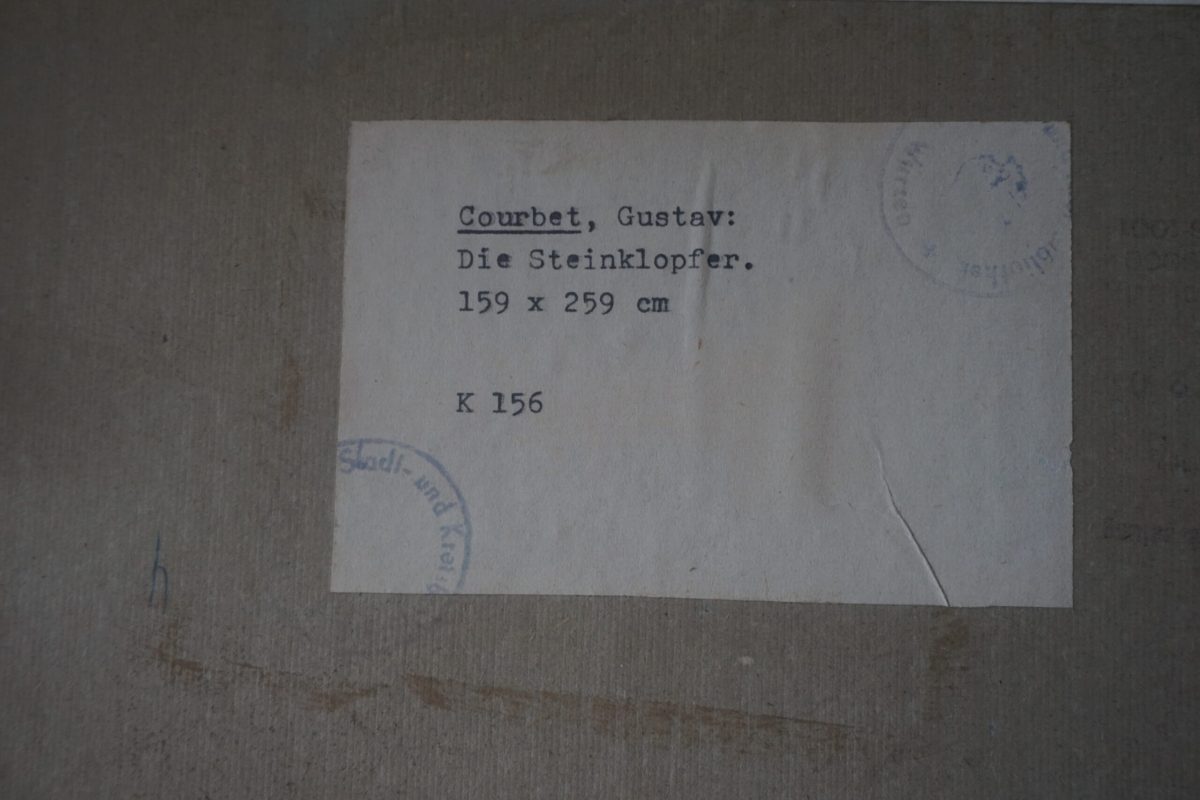 Courbet, Gustav:
Die Steinklopfer.
159 x 259 cm
K 156
Stadt- und Kreis